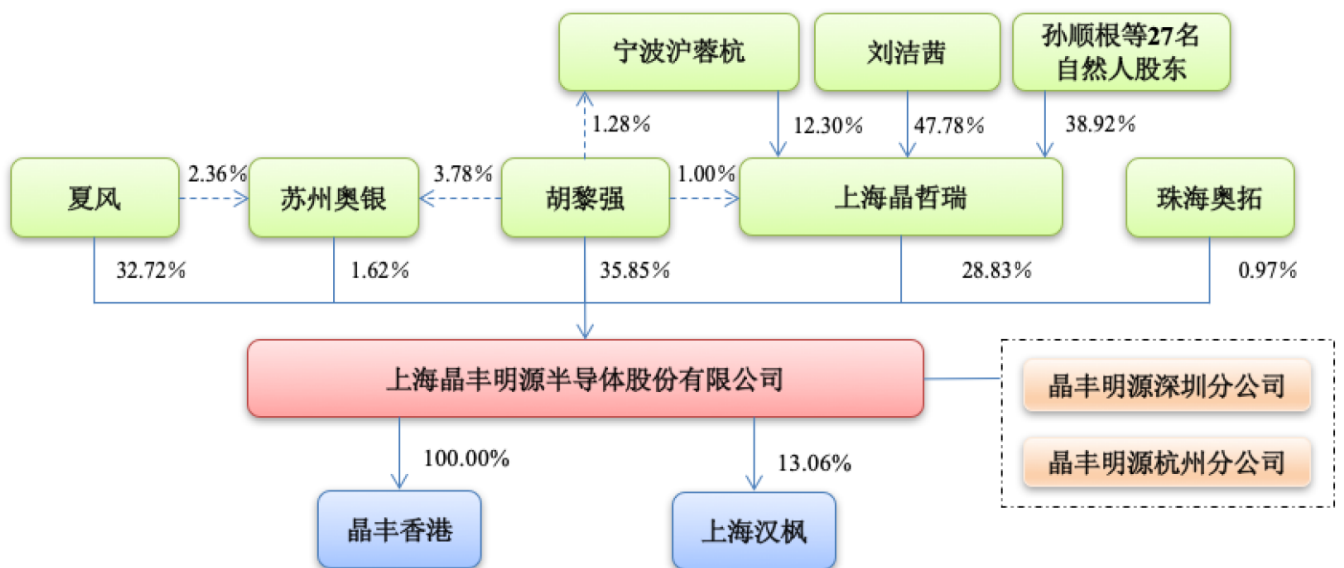 宁波沪蓉杭
刘洁茜
孙顺根等27名
自然人股东
1.28%
12.30%
47.78%
38.92%
夏风
2.36%
苏州奥银
3.78%
胡黎强
1.00%
上海晶哲瑞
珠海奥拓
32.72%
1.62%
35.85%
28.83%
0.97%
上海晶丰明源半导体股份有限公司
晶丰明源深圳分公司
晶丰明源杭州分公司
100.00%
13.06%
晶丰香港
上海汉枫